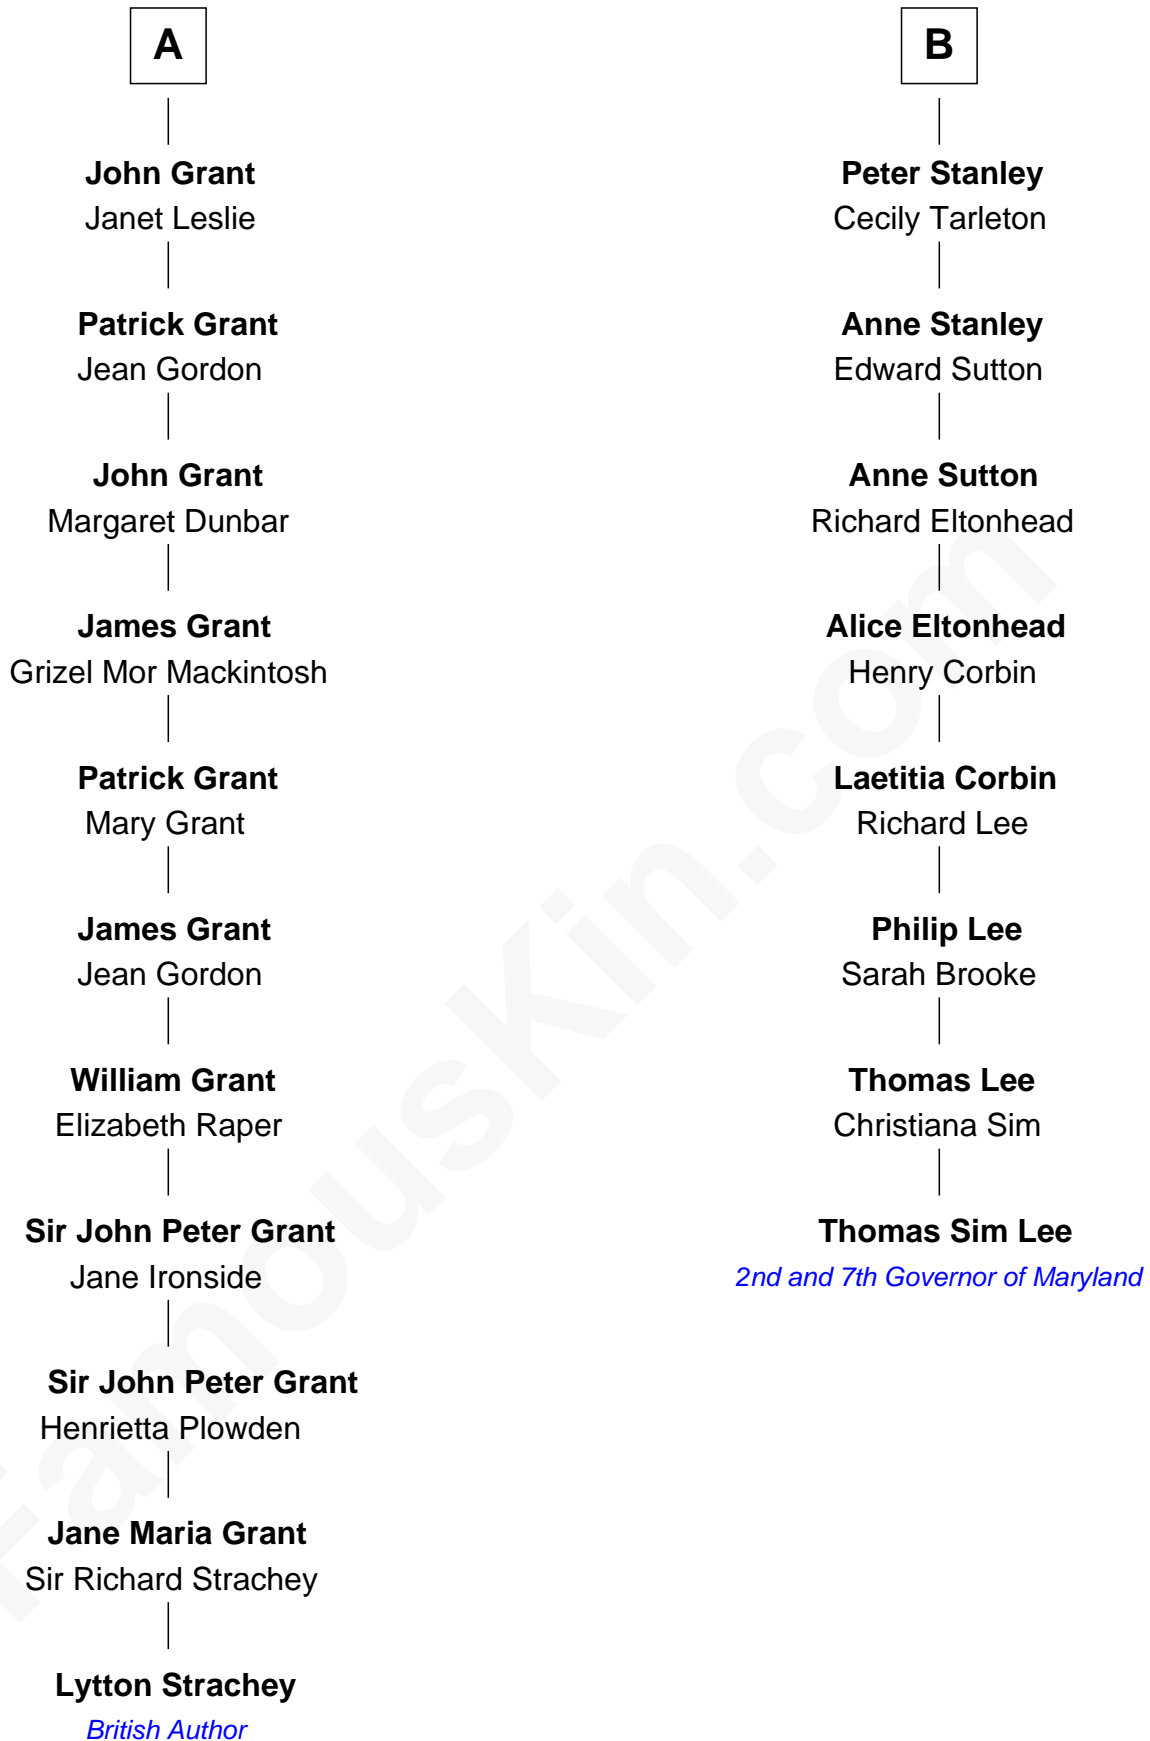 A
John Grant
Janet Leslie
Patrick Grant
Jean Gordon
John Grant
Margaret Dunbar
James Grant
Grizel Mor Mackintosh
Patrick Grant
Mary Grant
James Grant
Jean Gordon
William Grant
Elizabeth Raper
Sir John Peter Grant
Jane Ironside
Sir John Peter Grant
Henrietta Plowden
Jane Maria Grant
Sir Richard Strachey
Lytton Strachey
British Author
B
Peter Stanley
Cecily Tarleton
Anne Stanley
Edward Sutton
Anne Sutton
Richard Eltonhead
Alice Eltonhead
Henry Corbin
Laetitia Corbin
Richard Lee
Philip Lee
Sarah Brooke
Thomas Lee
Christiana Sim
Thomas Sim Lee
2nd and 7th Governor of Maryland
FamousKin.com